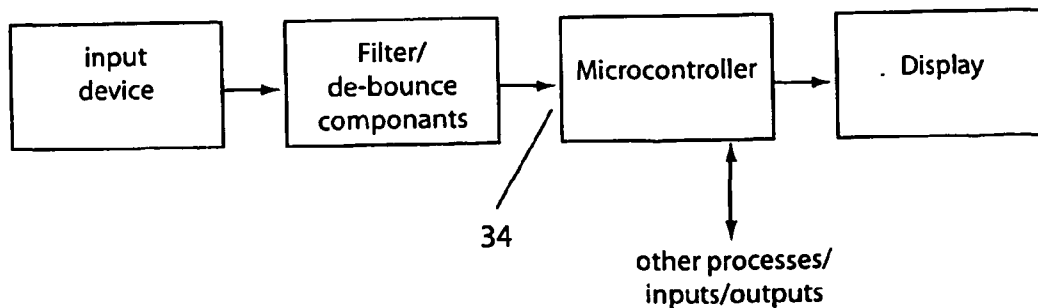 input
device
Filter/
de-bounce
componants
Microcontroller
Display
34
other processes/
inputs/outputs